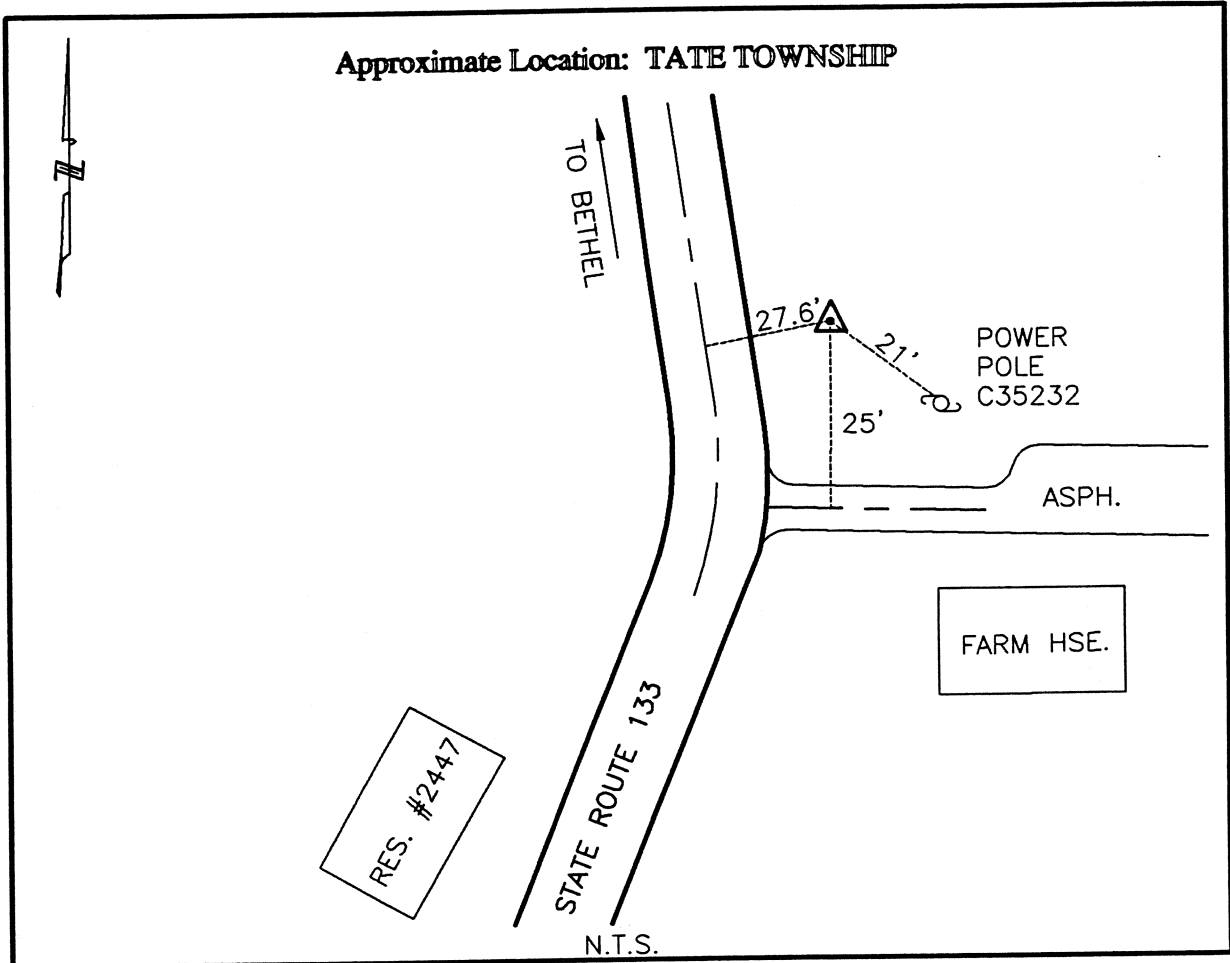 Approximate Location: TATE TOWNSHIP
N
TO BETHEL
27.6'
21'
POWER
POLE
C35232
25'
ASPH.
FARM HSE.
RES. #2447
STATE ROUTE 133
N.T.S.